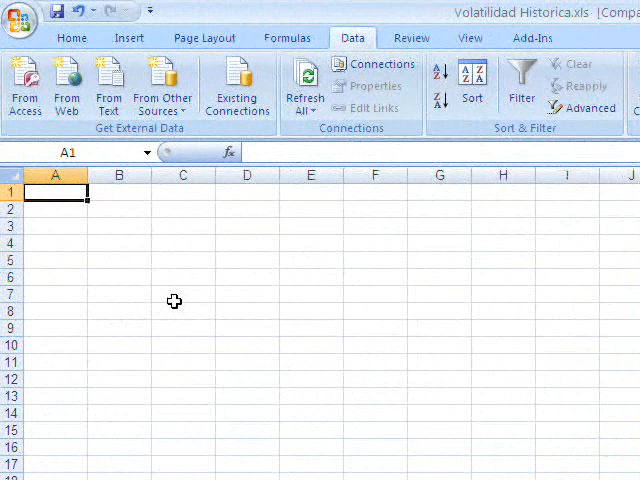 Volatilidad Historica.xls [Compa
Home Insert Page Layout Formulas Data Review View Add-Ins
From Access
From Web
From Text
From Other Sources
Existing Connections
Refresh All
Connections
Properties
Edit Links
Sort
Filter
Clear
Reapply
Advanced
Get External Data
Connections
Sort & Filter
A1 fx
A B C D E F G H I J
1
2
3
4
5
6
7
8
9
10
11
12
13
14
15
16
17